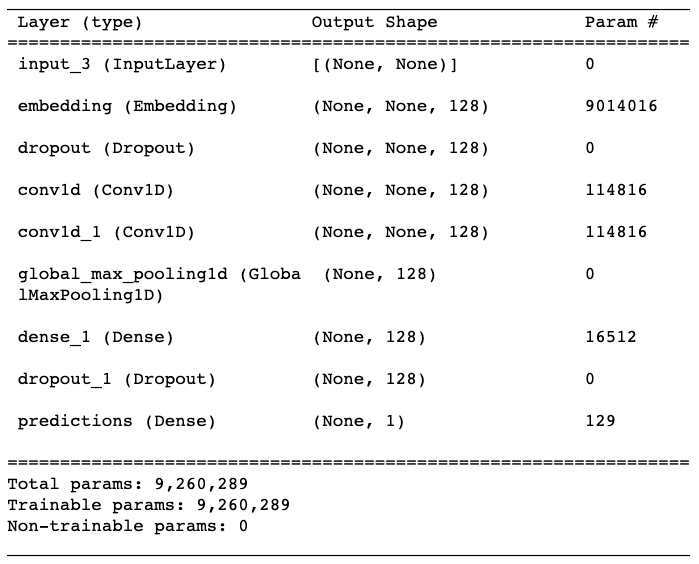 Layer (type) Output Shape Param #
=================================================================
input_3 (InputLayer) [(None, None)] 0
embedding (Embedding) (None, None, 128) 9014016
dropout (Dropout) (None, None, 128) 0
conv1d (Conv1D) (None, None, 128) 114816
conv1d_1 (Conv1D) (None, None, 128) 114816
global_max_pooling1d (Globa (None, 128) 0
lMaxPooling1D)
dense_1 (Dense) (None, 128) 16512
dropout_1 (Dropout) (None, 128) 0
predictions (Dense) (None, 1) 129
=================================================================
Total params: 9,260,289
Trainable params: 9,260,289
Non-trainable params: 0